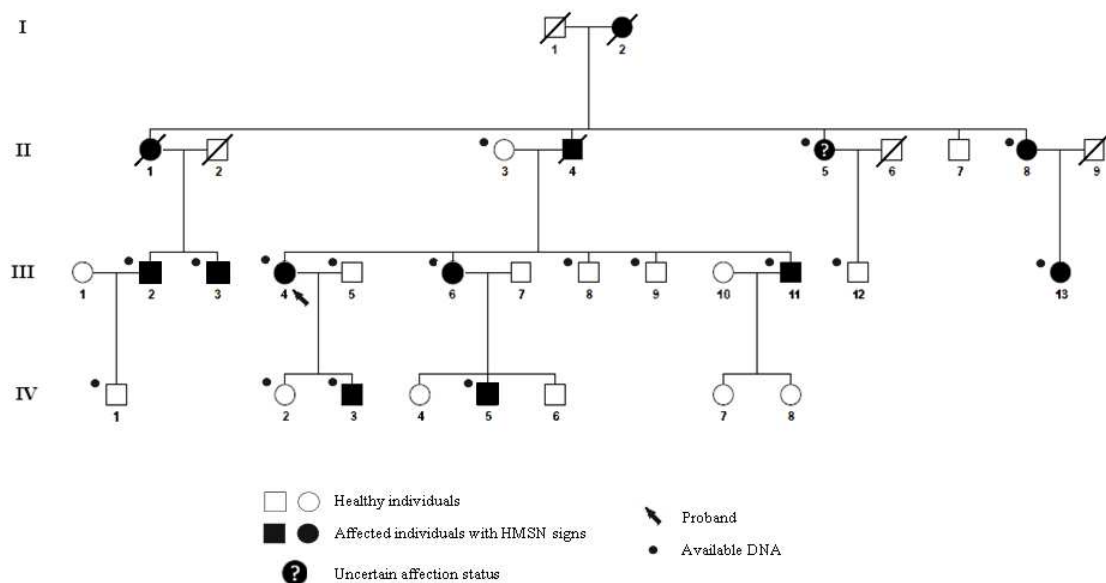 I
1 2
II
?
1 2 3 4 5 6 7 8 9
III
1 2 3 4 5 6 7 8 9 10 11 12 13
IV
1 2 3 4 5 6 7 8
Healthy individuals
Affected individuals with HMSN signs
? Uncertain affection status
Proband
Available DNA